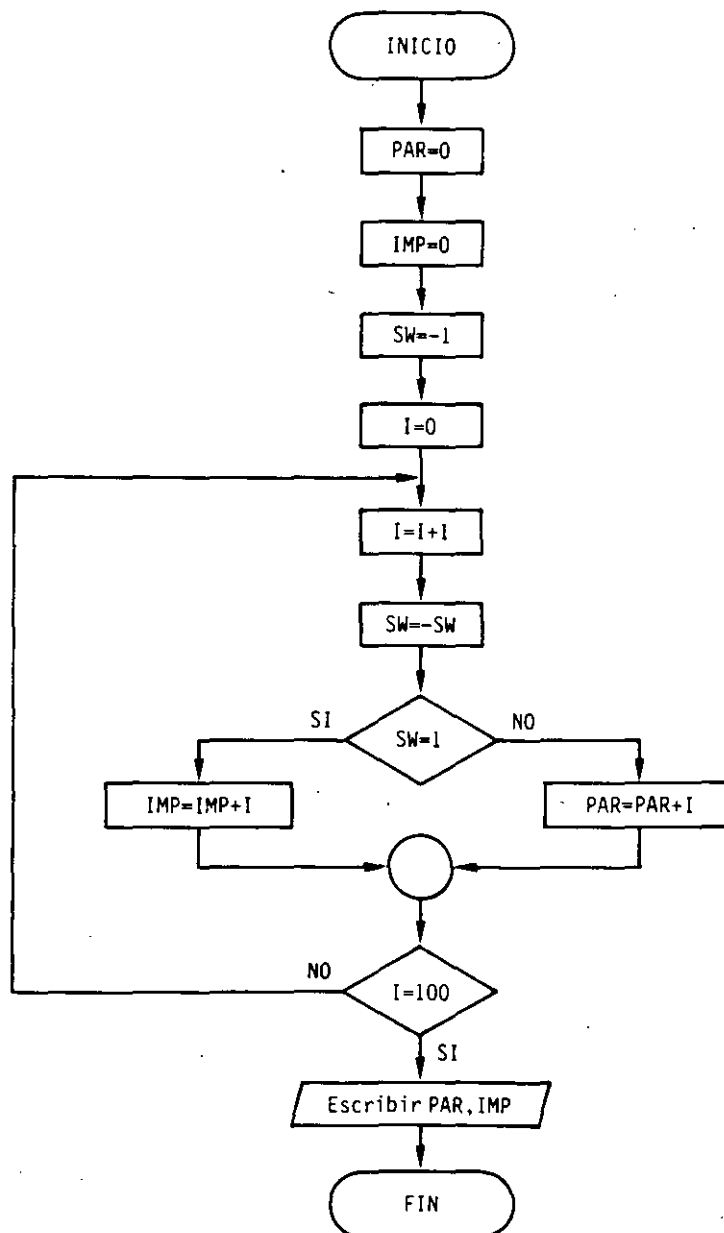 INICIO
PAR=0
IMP=0
SW=-1
I=0
I=I+I
SW=-SW
SI
SW=1
NO
IMP=IMP+I
PAR=PAR+I
NO
I=100
SI
Escribir PAR,IMP
FIN